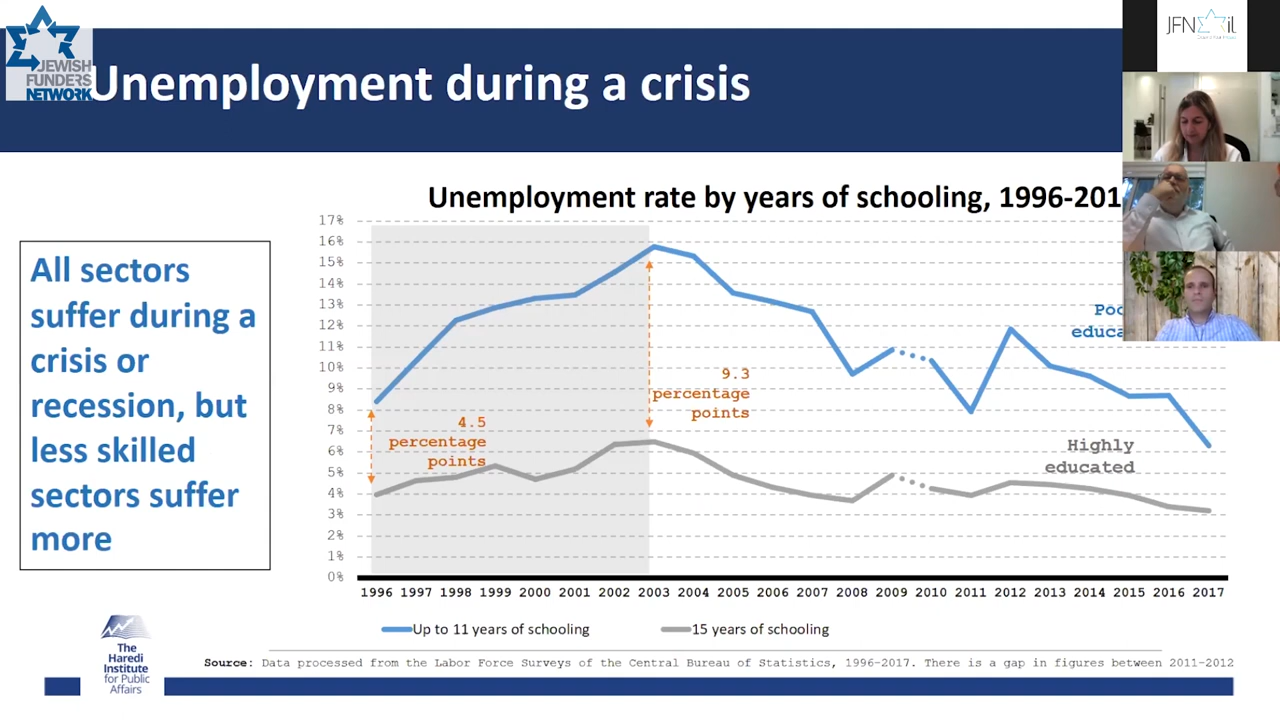 JEWISH
FUNDERS
NETWORK
Unemployment during a crisis
JFN
il
Unemployment rate by years of schooling, 1996-201
All sectors
suffer during a
crisis or
recession, but
less skilled
sectors suffer
more
17%
16%
15%
14%
13%
12%
11%
10%
9%
8%
7%
6%
5%
4%
3%
2%
1%
0%
4.5
percentage
points
9.3
percentage
points
Poo
educa
Highly
educated
1996 1997 1998 1999 2000 2001 2002 2003 2004 2005 2006 2007 2008 2009 2010 2011 2012 2013 2014 2015 2016 2017
Up to 11 years of schooling 15 years of schooling
The
Haredi
Institute
for Public
Affairs
Source: Data processed from the Labor Force Surveys of the Central Bureau of Statistics, 1996-2017. There is a gap in figures between 2011-2012